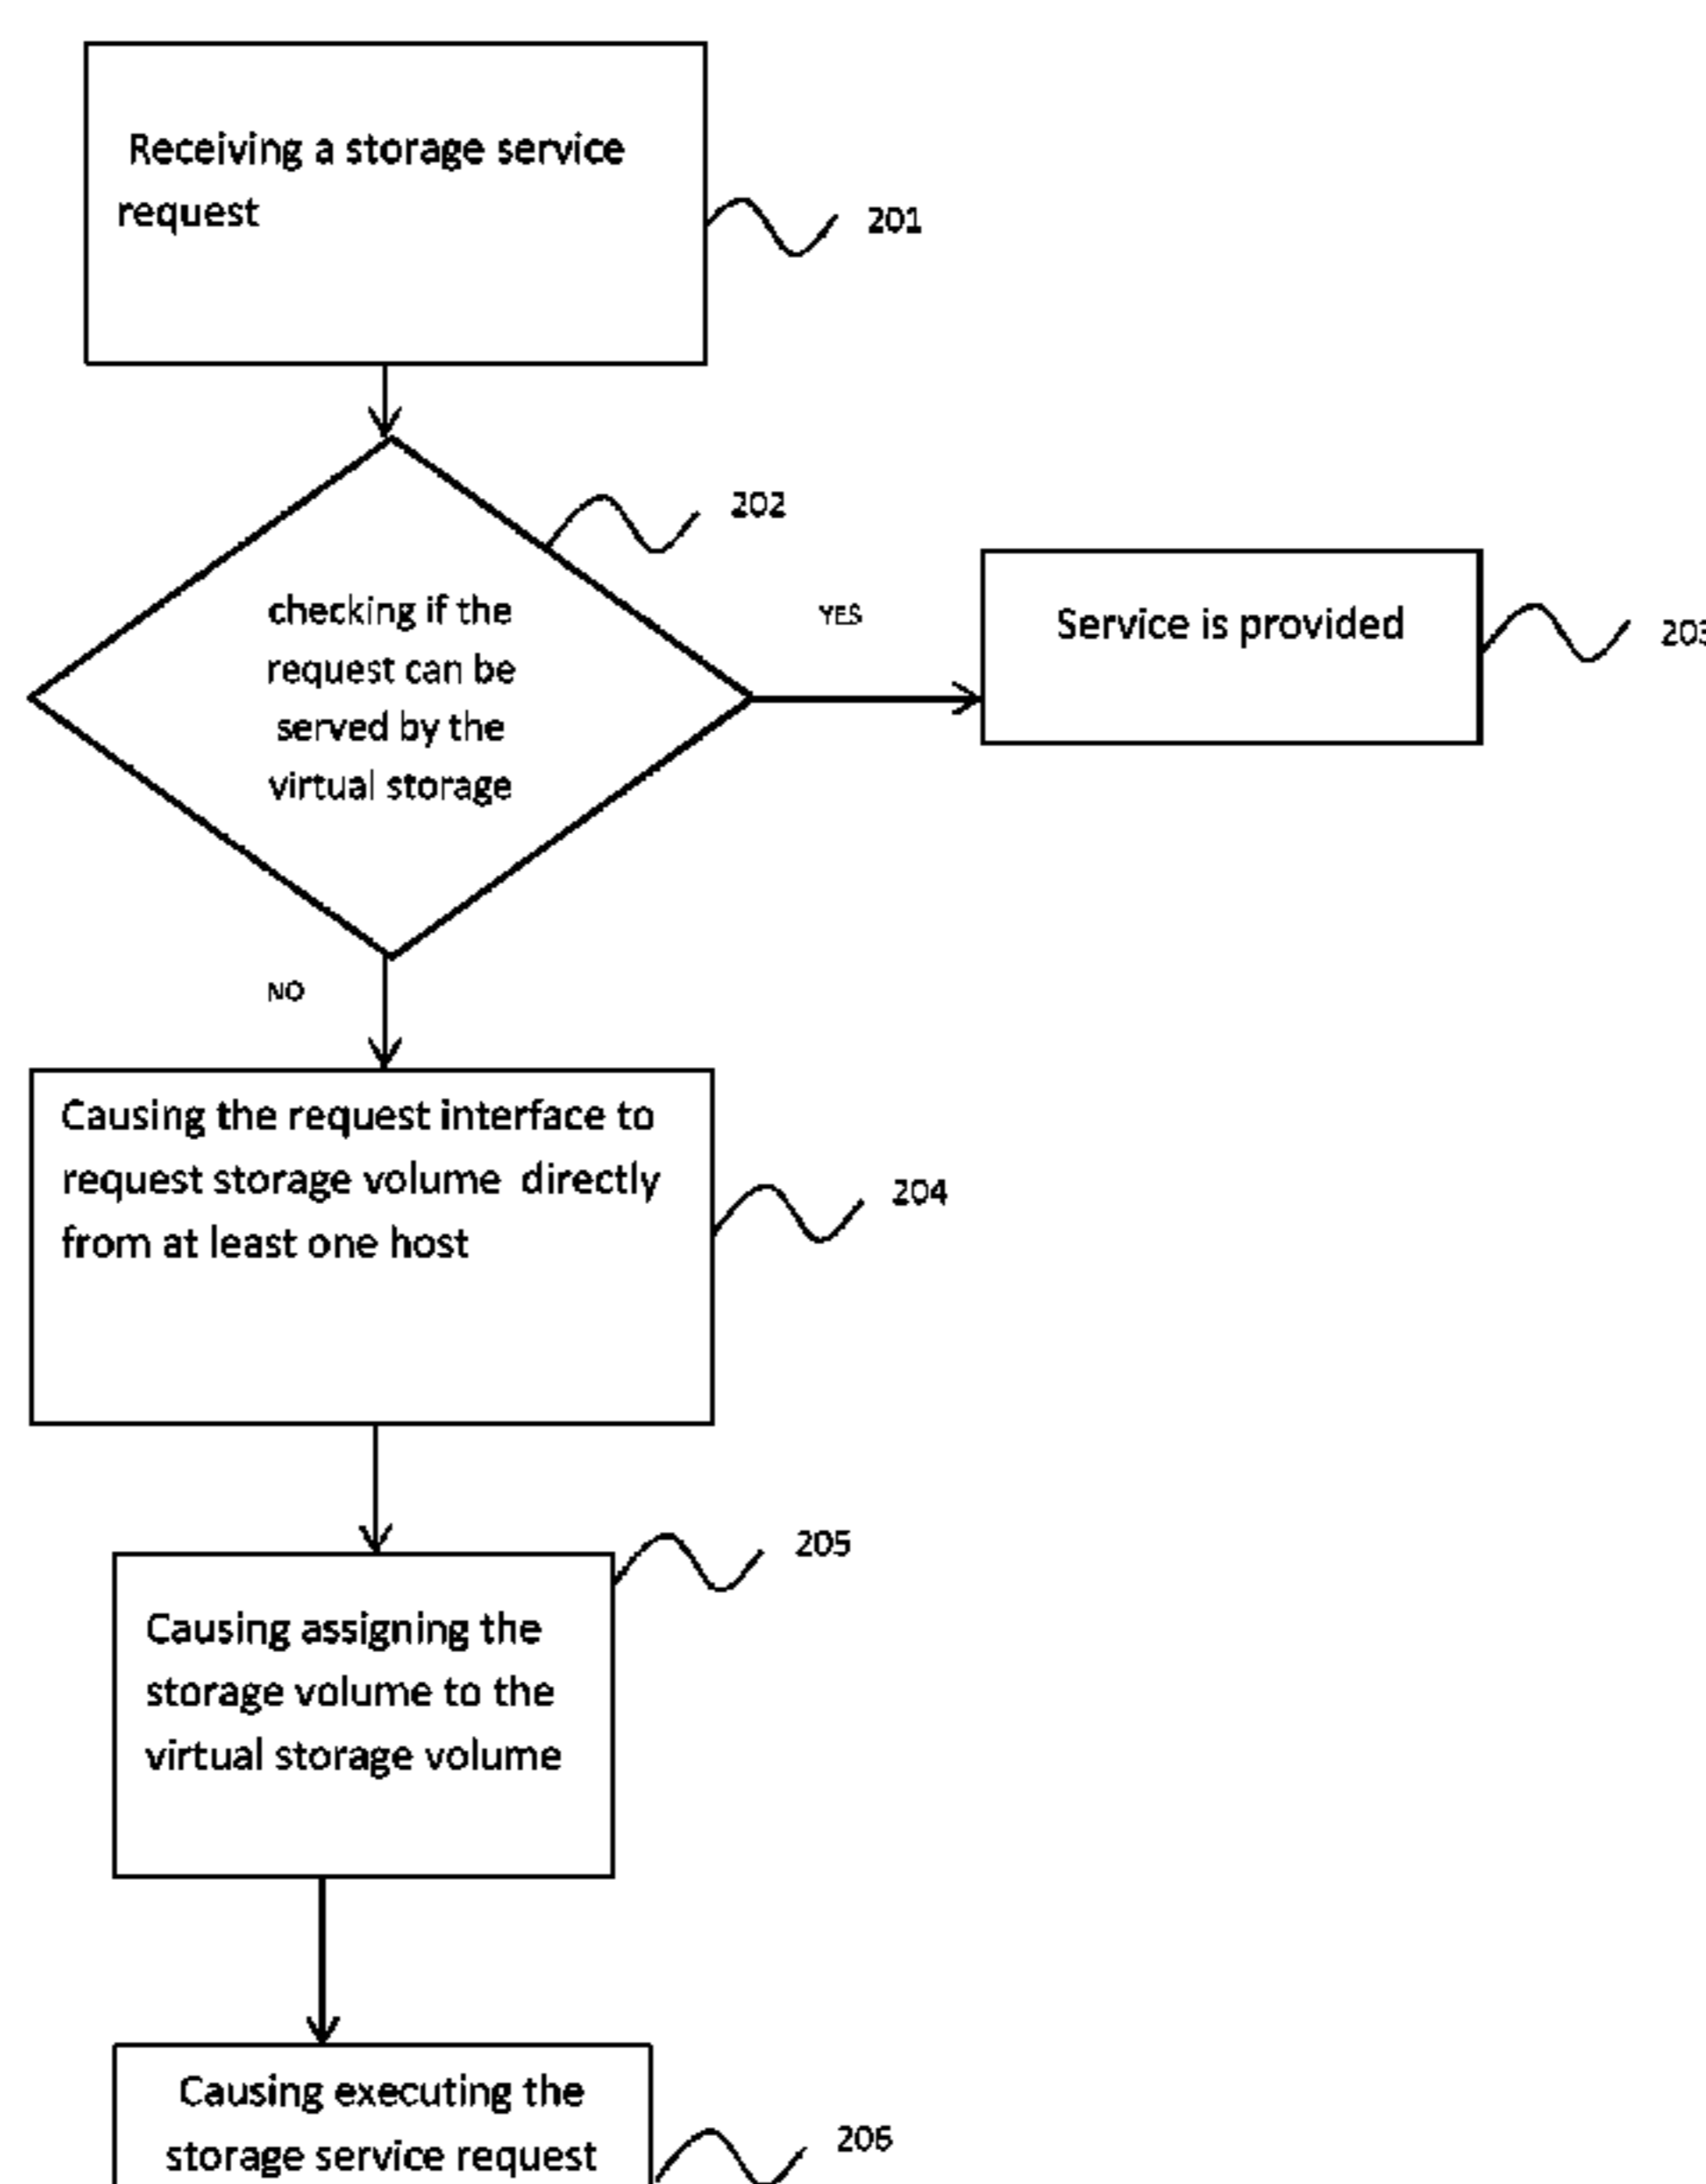 Receiving a storage service
request
201
202
checking if the
request can be
served by the
virtual storage
YES
Service is provided
203
NO
Causing the request interface to
request storage volume directly
from at least one host
204
205
Causing assigning the
storage volume to the
virtual storage volume
Causing executing the
storage service request
206